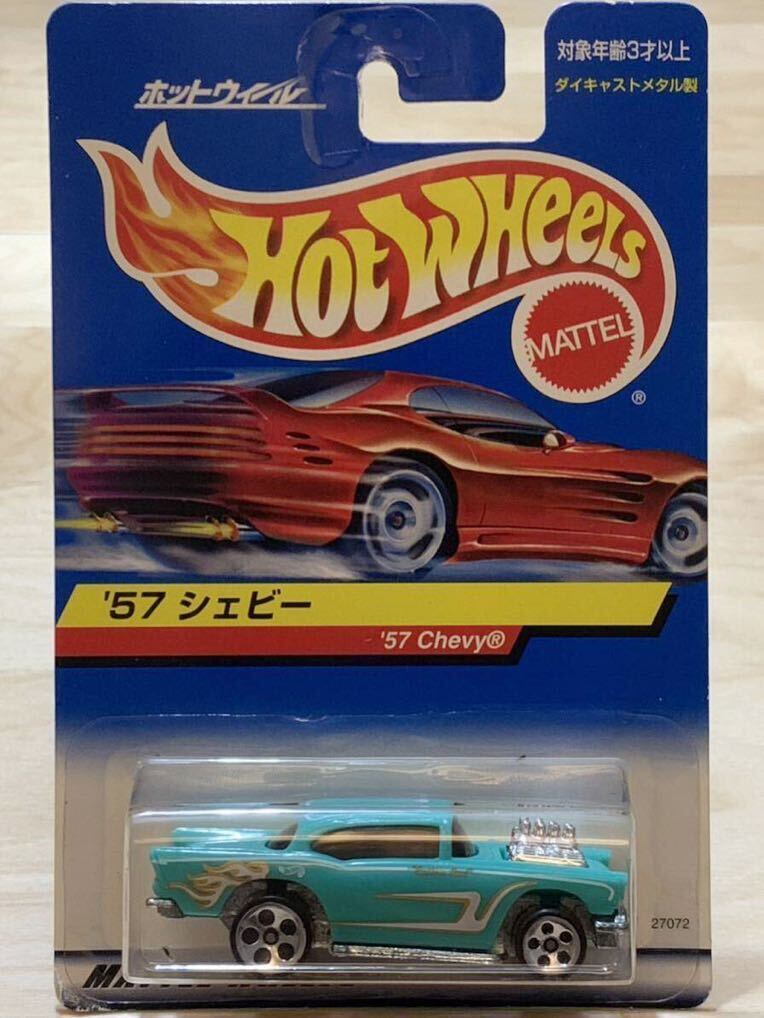 対象年齢3才以上
ダイキャストメタル製
ホットウィール
HOT WHEELS
MATTEL
®
'57 シェビー
'57 Chevy®
27072